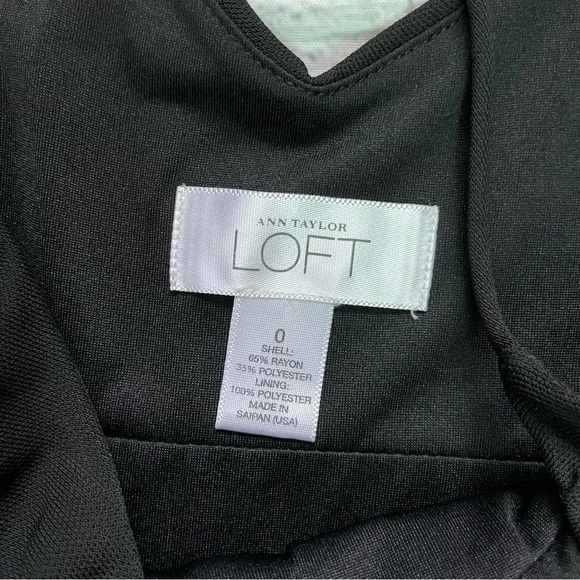 ANN TAYLOR
LOFT
0
SHELL:
65% RAYON
35% POLYESTER
LINING:
100% POLYESTER
MADE IN
SAIPAN (USA)